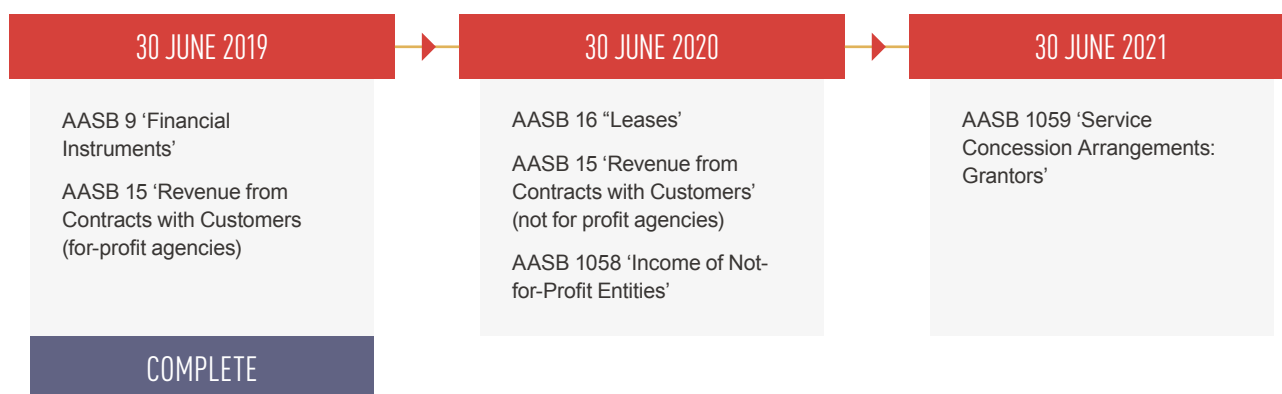 30 JUNE 2019
AASB 9 ‘Financial
Instruments’
AASB 15 ‘Revenue from
Contracts with Customers
(for-profit agencies)
COMPLETE
30 JUNE 2020
AASB 16 “Leases’
AASB 15 ‘Revenue from
Contracts with Customers’
(not for profit agencies)
AASB 1058 ‘Income of Not-
for-Profit Entities’
30 JUNE 2021
AASB 1059 ‘Service
Concession Arrangements:
Grantors’